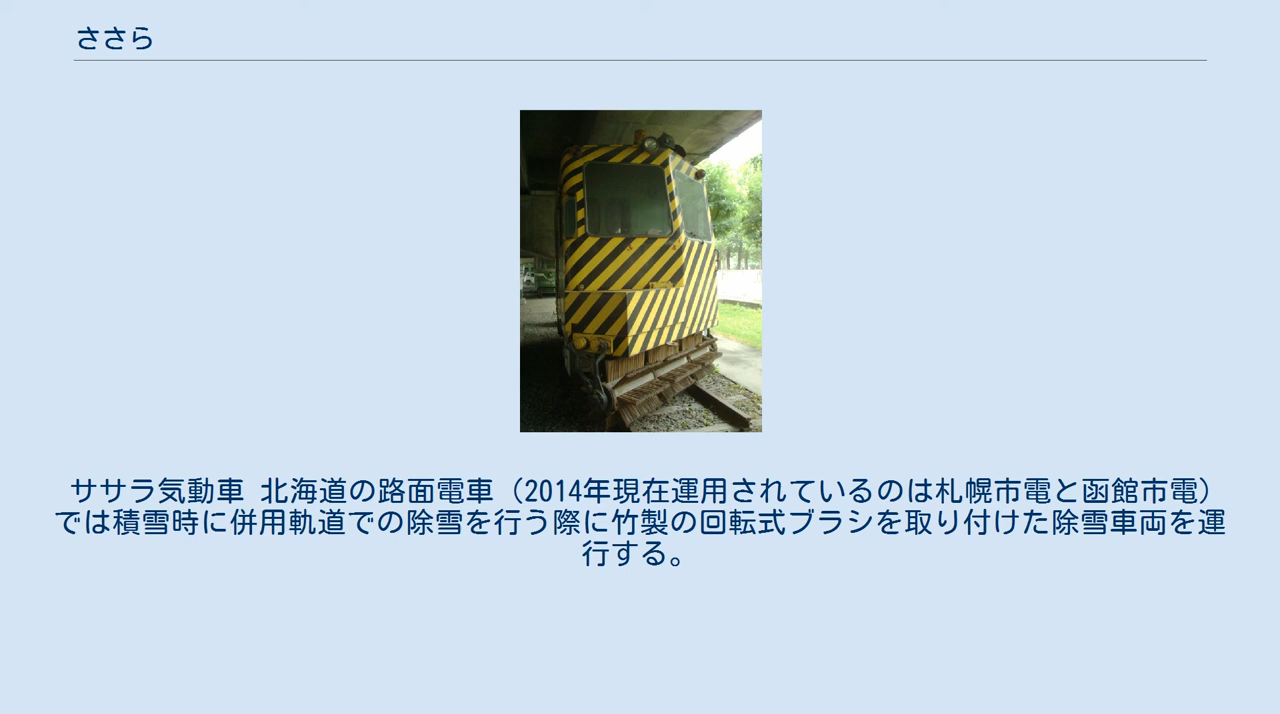 ささら
ササラ気動車 北海道の路面電車（2014年現在運用されているのは札幌市電と函館市電）
では積雪時に併用軌道での除雪を行う際に竹製の回転式ブラシを取り付けた除雪車両を運
行する。